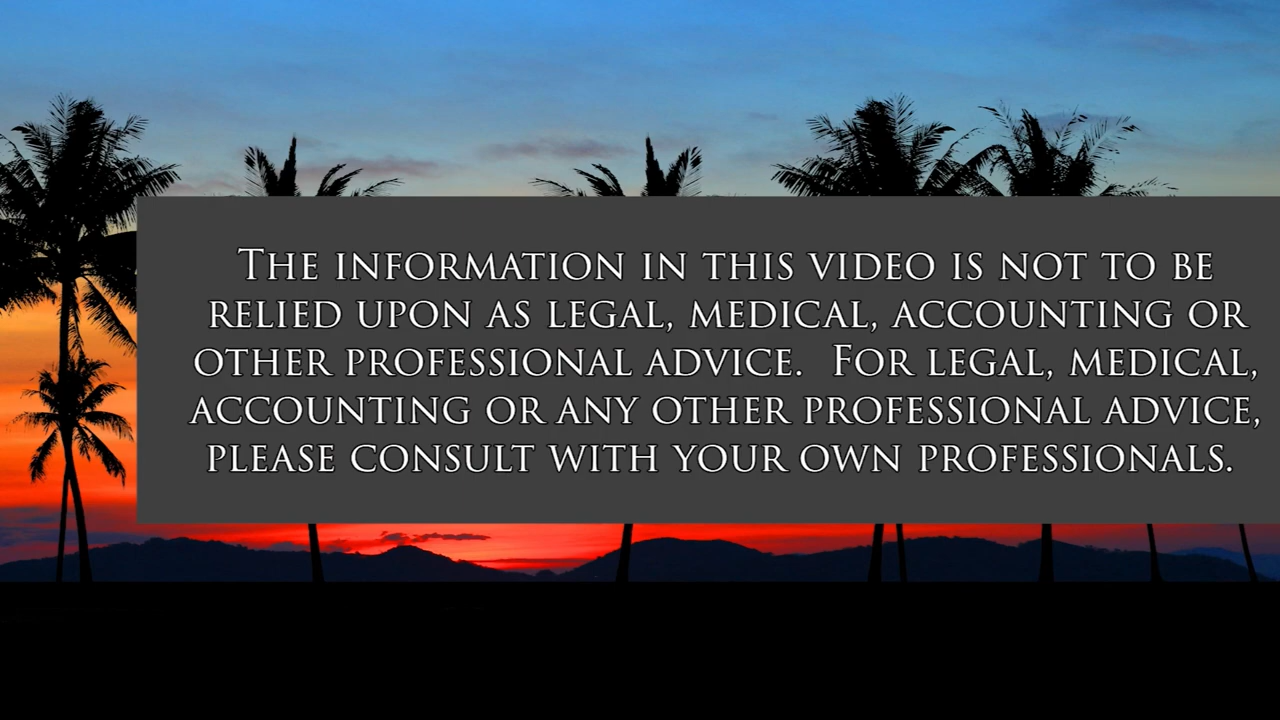 The information in this video is not to be
relied upon as legal, medical, accounting or
other professional advice.  For legal, medical,
accounting or any other professional advice,
please consult with your own professionals.